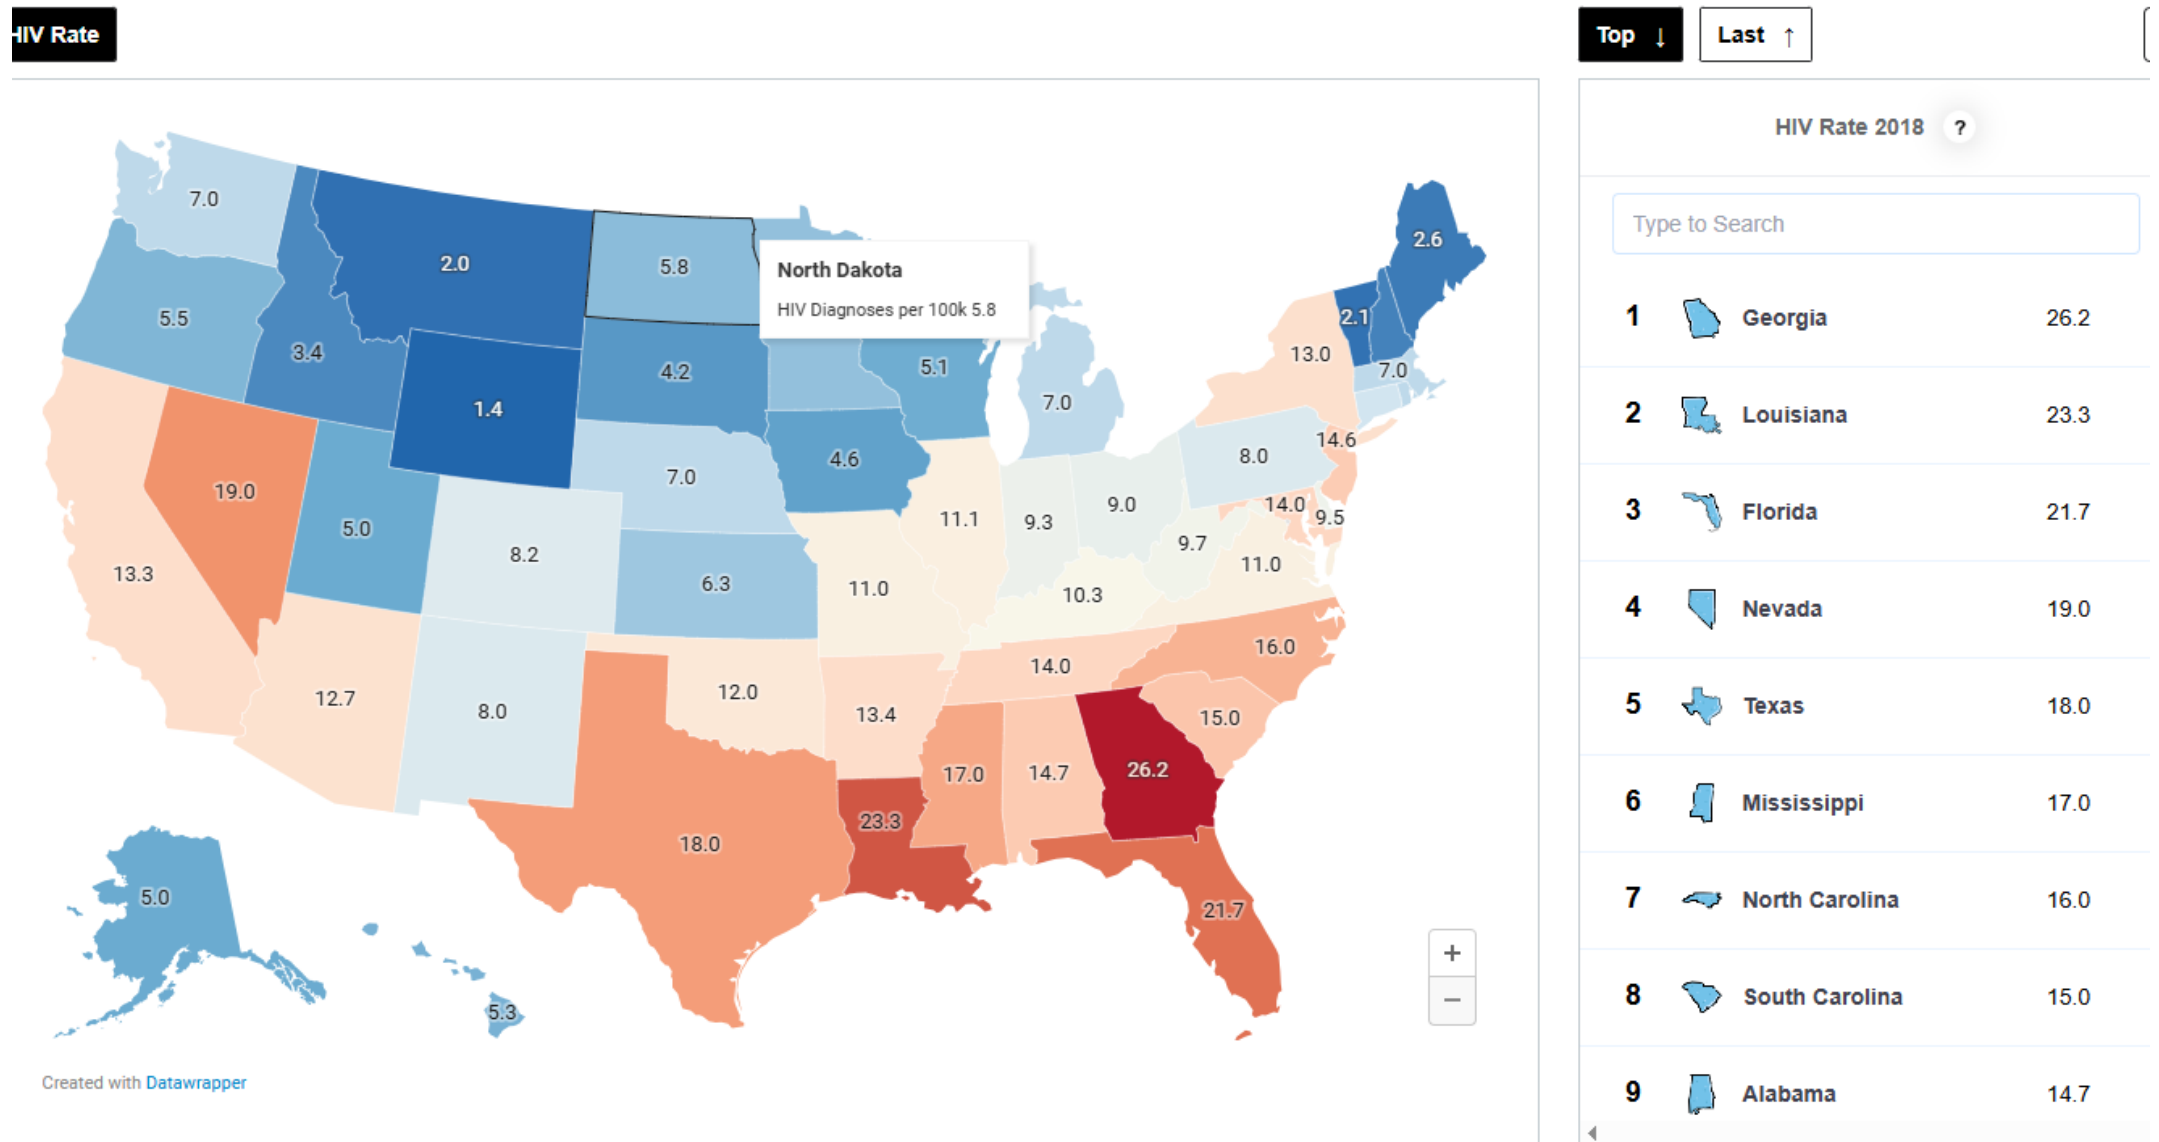 HIV Rate
Top ↓
Last ↑
HIV Rate 2018 ?
Type to Search
1 Georgia 26.2
2 Louisiana 23.3
3 Florida 21.7
4 Nevada 19.0
5 Texas 18.0
6 Mississippi 17.0
7 North Carolina 16.0
8 South Carolina 15.0
9 Alabama 14.7
7.0
2.0
5.8
North Dakota
HIV Diagnoses per 100k 5.8
2.6
5.5
3.4
4.2
5.1
2.1
13.0
7.0
1.4
7.0
19.0
7.0
4.6
14.6
8.0
5.0
8.2
11.1
9.3
9.0
14.0
9.5
13.3
6.3
11.0
9.7
11.0
10.3
12.7
8.0
12.0
14.0
16.0
13.4
15.0
17.0
14.7
26.2
18.0
23.3
21.7
5.0
5.3
+
−
Created with Datawrapper